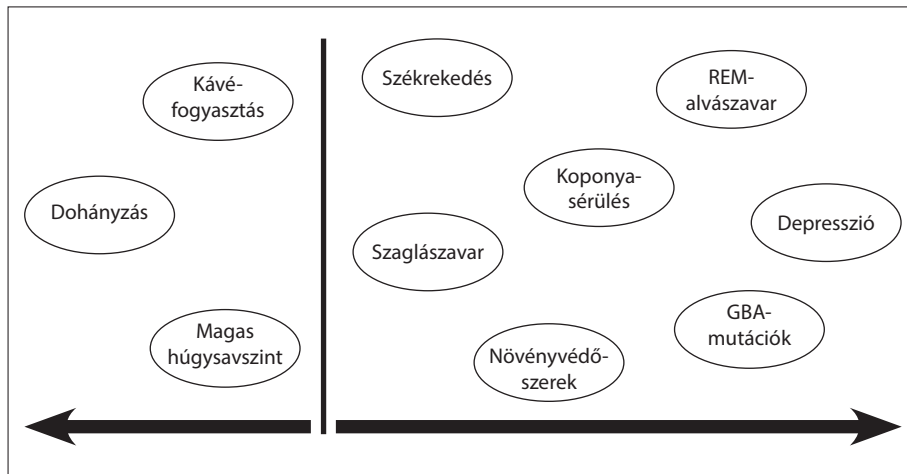 Kávé-
fogyasztás
Dohányzás
Magas
húgysavszint
Székrekedés
REM-
alvászavar
Koponya-
sérülés
Depresszió
Szaglászavar
GBA-
mutációk
Növényvédő-
szerek